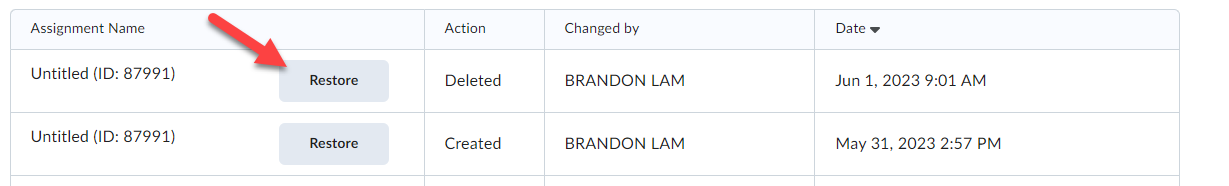 Assignment Name Action Changed by Date
Untitled (ID: 87991) Restore Deleted BRANDON LAM Jun 1, 2023 9:01 AM
Untitled (ID: 87991) Restore Created BRANDON LAM May 31, 2023 2:57 PM